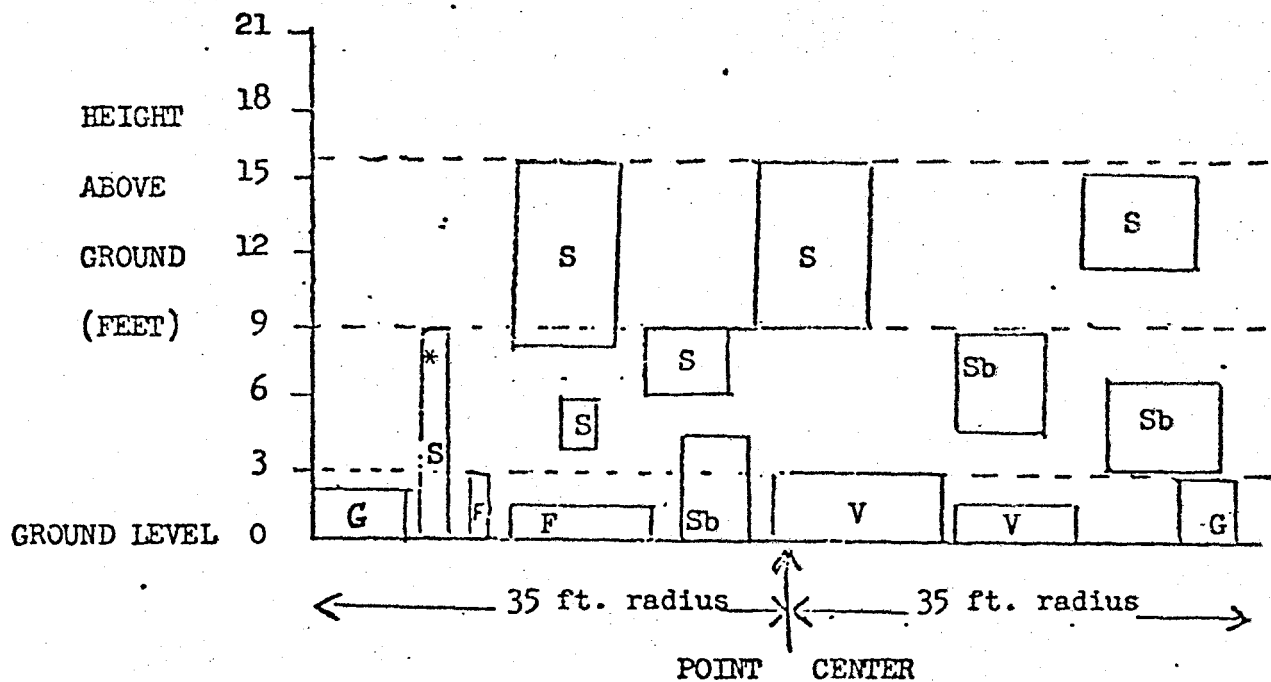 21
HEIGHT 18
ABOVE 15
GROUND 12
(FEET) 9
6
3
GROUND LEVEL 0
S S S
* S S Sb
S Sb
G F F Sb V V G
35 ft. radius 35 ft. radius
POINT CENTER